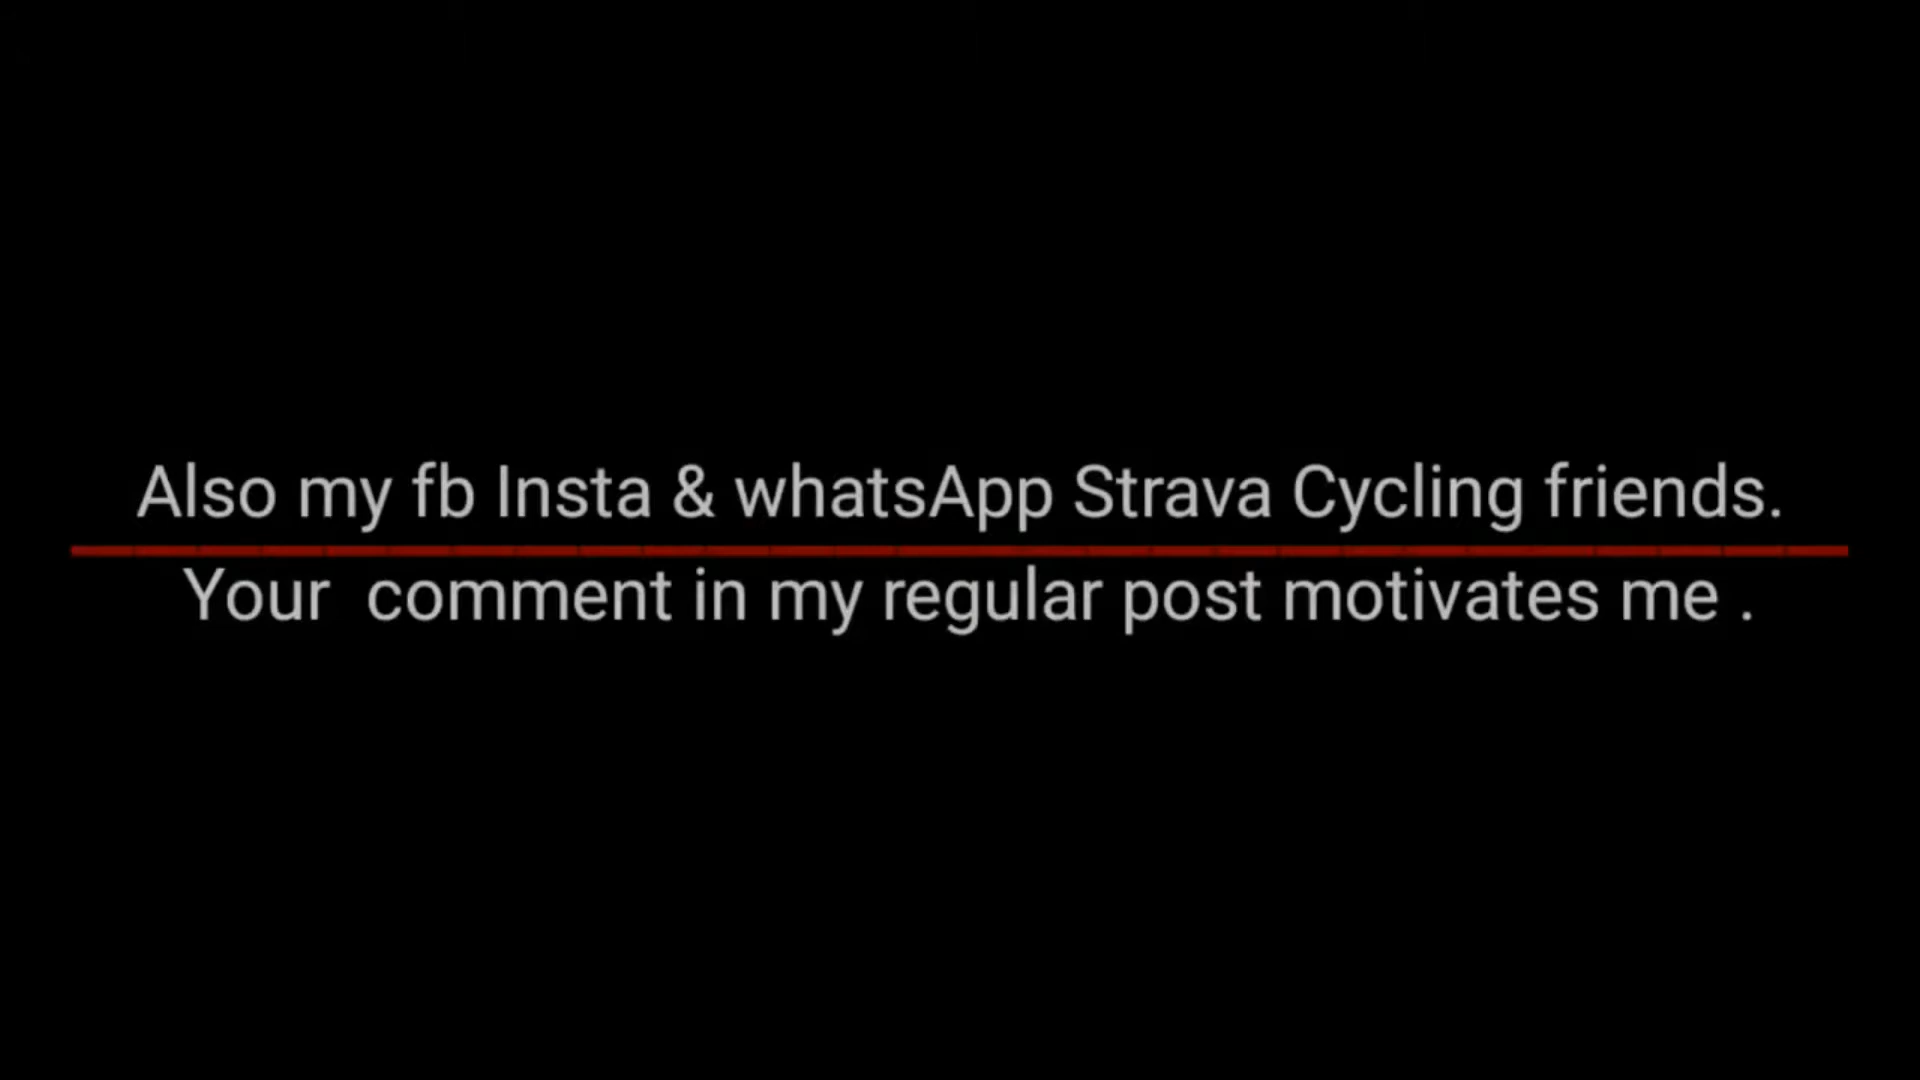 Also my fb Insta & whatsApp Strava Cycling friends.
Your  comment in my regular post motivates me .